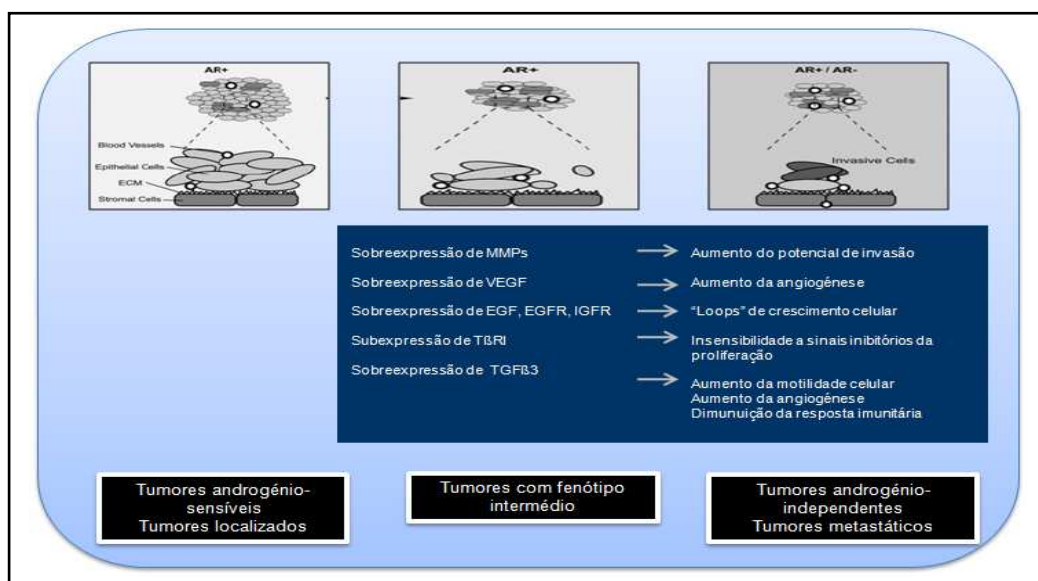 AR+
Blood Vessels
Epithelial Cells
ECM
Stromal Cells
AR+
AR+ / AR-
Invasive Cells
Sobreexpressão de MMPs
Aumento do potencial de invasão
Sobreexpressão de VEGF
Aumento da angiogénese
Sobreexpressão de EGF, EGFR, IGFR
“Loops” de crescimento celular
Subexpressão de TßRI
Insensibilidade a sinais inibitórios da
proliferação
Sobreexpressão de TGFß3
Aumento da motilidade celular
Aumento da angiogénese
Dimunuição da resposta imunitária
Tumores androgénio-
sensíveis
Tumores localizados
Tumores com fenótipo
intermédio
Tumores androgénio-
independentes
Tumores metastáticos